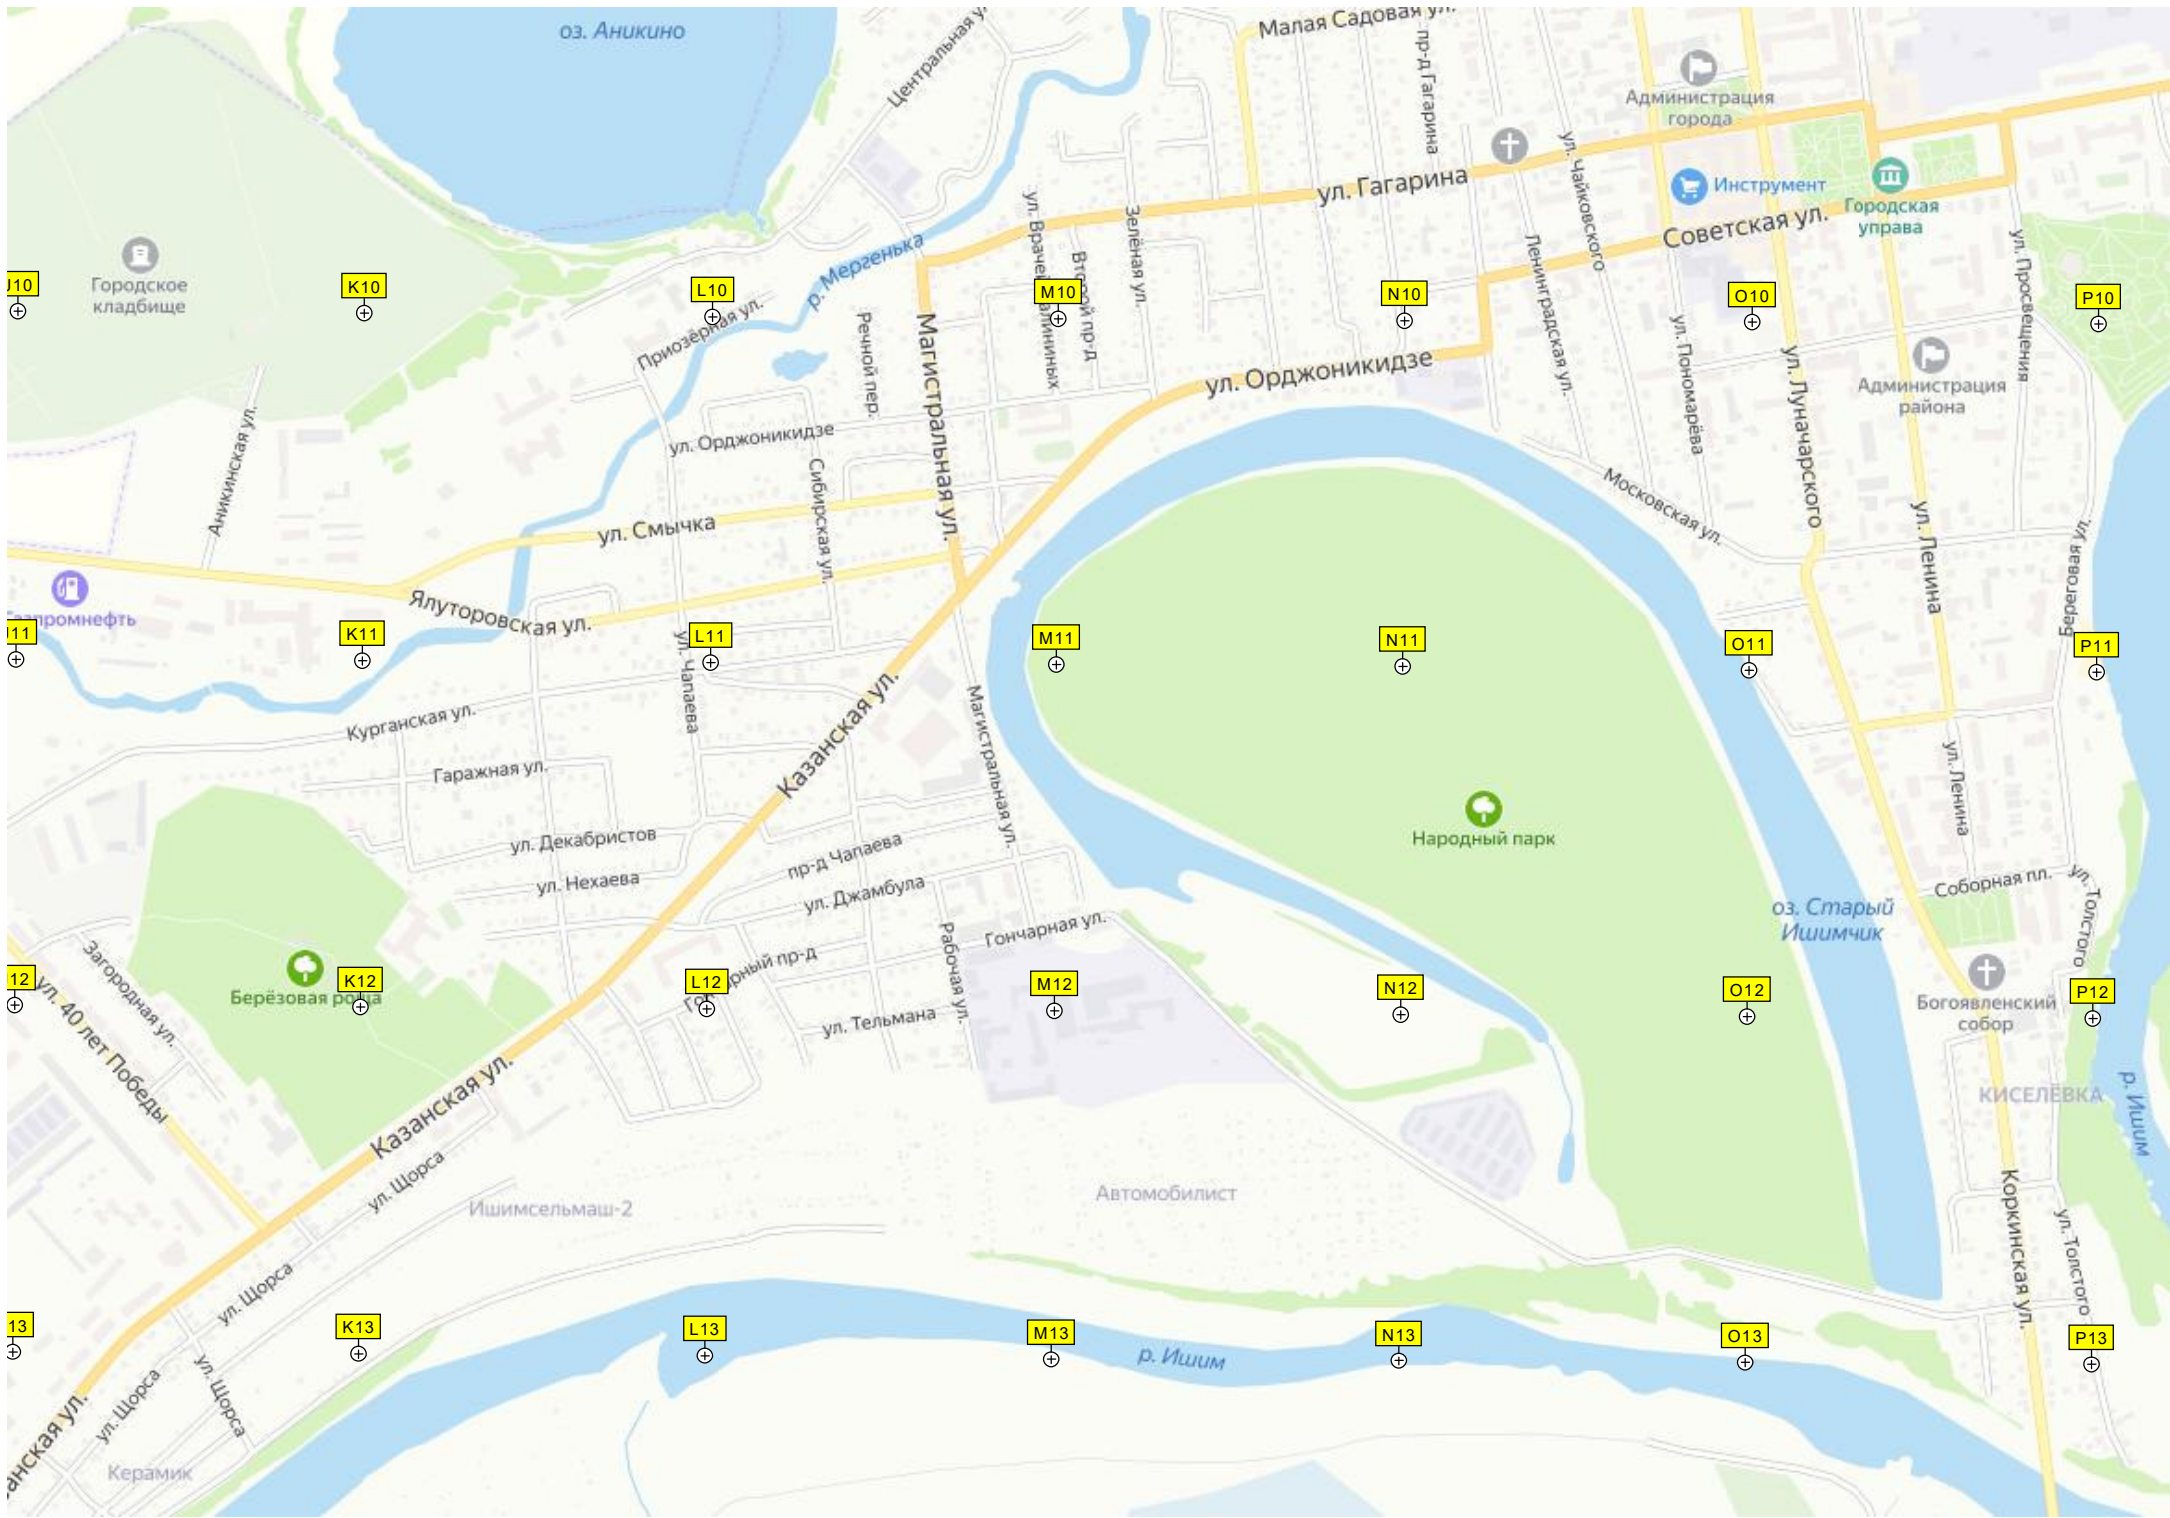 Малая Садовая ул.
оз. Аникино
Центральная
пр-д Гагарина
Администрация
города
ул. Чайковского
ул. Гагарина
Инструмент
Городская
управа
Советская ул.
Зелёная ул.
р. Мергенька
ул. Просвещения
Ленинградская ул.
Городское
кладбище
J10
K10
L10
M10
N10
O10
P10
Приозёрная ул.
Речной пер.
Магистральная ул.
ул. Пономарёва
ул. Луначарского
Администрация
района
ул. Орджоникидзе
Аникинская ул.
ул. Орджоникидзе
Сибирская ул.
ул. Смычка
Московская ул.
ул. Ленина
Береговая ул.
Ялуторовская ул.
J11
K11
L11
M11
N11
O11
P11
ул. Чапаева
Курганская ул.
Казанская ул.
Магистральная ул.
Гаражная ул.
ул. Ленина
Народный парк
ул. Декабристов
пр-д Чапаева
ул. Нехаева
ул. Джамбула
Соборная пл.
ул. Толстого
оз. Старый
Ишимчик
Гончарная ул.
Рабочая ул.
Загородная ул.
12
K12
L12
M12
N12
O12
P12
Берёзовая
Богоявленский
собор
ул. Тельмана
ул. 40 лет Победы
Казанская ул.
КИСЕЛЁВКА
р. Ишим
ул. Щорса
Ишимсельмаш-2
Автомобилист
Коркинская ул.
ул. Толстого
ул. Щорса
13
K13
L13
M13
N13
O13
P13
р. Ишим
ул. Щорса
ул. Щорса
Керамик